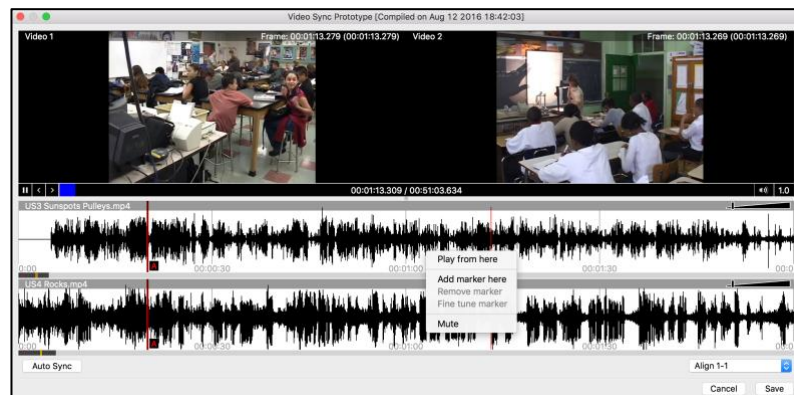 Video Sync Prototype [Compiled on Aug 12 2016 18:42:03]
Video 1 Frame: 00:01:13.279 (00:01:13.279) Video 2 Frame: 00:01:13.269 (00:01:13.269)
00:01:13.309 / 00:51:03.634 1.0
US3 Sunspots Pulleys.mp4
0:00 00:00:30 00:01:00 00:01:30 00:0
Play from here
Add marker here
Remove marker
Fine tune marker
Mute
US4 Rocks.mp4
0:00 00:00:30 00:01:00 00:01:30 00:0
Auto Sync Align 1-1
Cancel Save